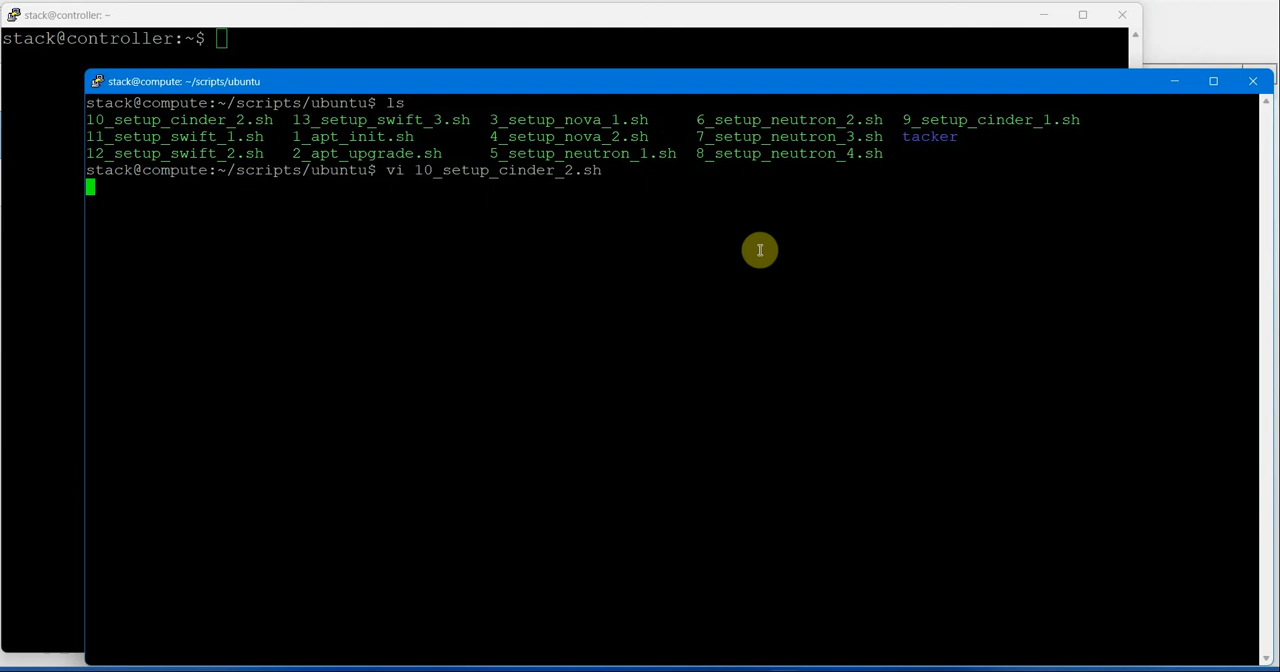 stack@controller: ~
stack@controller:~$
stack@compute: ~/scripts/ubuntu
stack@compute:~/scripts/ubuntu$ ls
10_setup_cinder_2.sh 13_setup_swift_3.sh 3_setup_nova_1.sh 6_setup_neutron_2.sh 9_setup_cinder_1.sh
11_setup_swift_1.sh 1_apt_init.sh 4_setup_nova_2.sh 7_setup_neutron_3.sh tacker
12_setup_swift_2.sh 2_apt_upgrade.sh 5_setup_neutron_1.sh 8_setup_neutron_4.sh
stack@compute:~/scripts/ubuntu$ vi 10_setup_cinder_2.sh